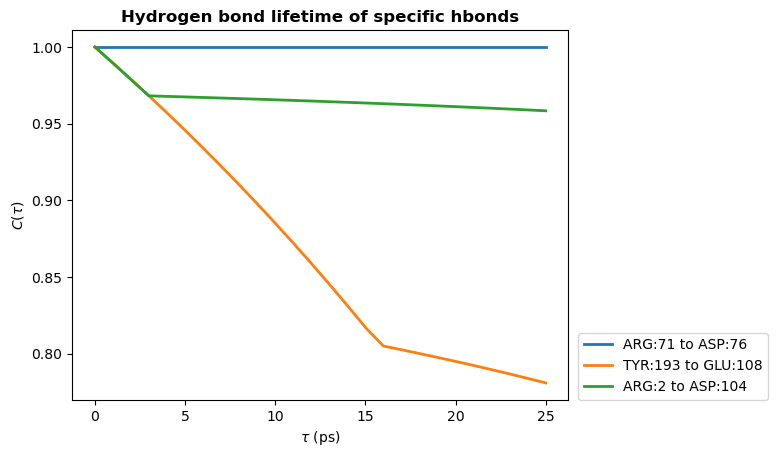 Hydrogen bond lifetime of specific hbonds
1.00
0.95
0.90
0.85
0.80
C(τ)
0
5
10
15
20
25
τ (ps)
ARG:71 to ASP:76
TYR:193 to GLU:108
ARG:2 to ASP:104